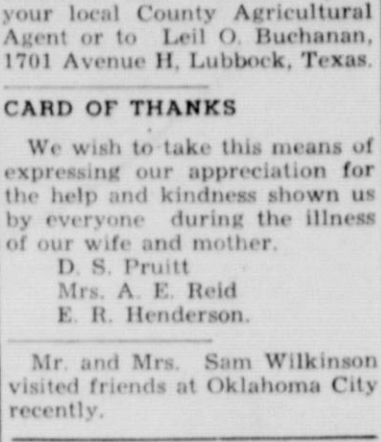 your local County Agricultural
Agent or to Leil O. Buchanan,
1701 Avenue H, Lubbock, Texas.
CARD OF THANKS
We wish to take this means of
expressing our appreciation for
the help and kindness shown us
by everyone during the illness
of our wife and mother.
D. S. Pruitt
Mrs. A. E. Reid
E. R. Henderson.
Mr. and Mrs. Sam Wilkinson
visited friends at Oklahoma City
recently.